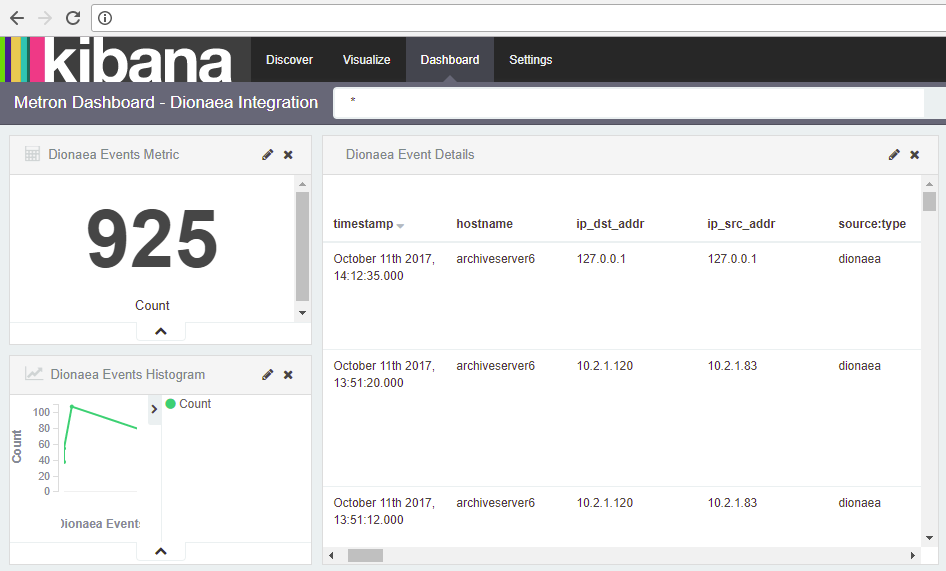 kibana
Discover Visualize Dashboard Settings
Metron Dashboard - Dionaea Integration *
Dionaea Events Metric
925
Count
Dionaea Events Histogram
Count
100
80
60
40
20
0
Count
Dionaea Events
Dionaea Event Details
timestamp hostname ip_dst_addr ip_src_addr source:type
October 11th 2017, archiveserver6 127.0.0.1 127.0.0.1 dionaea
14:12:35.000
October 11th 2017, archiveserver6 10.2.1.120 10.2.1.83 dionaea
13:51:20.000
October 11th 2017, archiveserver6 10.2.1.120 10.2.1.83 dionaea
13:51:12.000